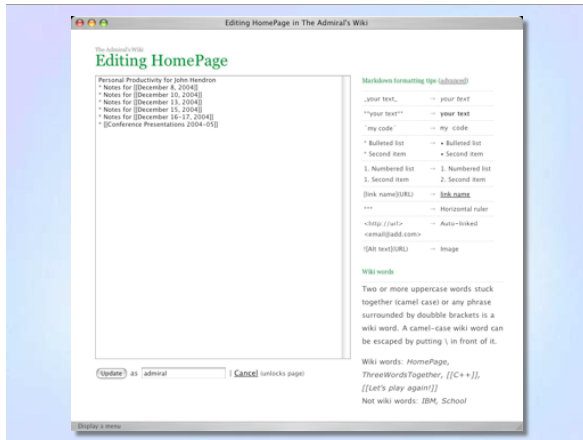 Editing HomePage in The Admiral's Wiki
The Admiral's Wiki
Editing HomePage
Personal Productivity for John Hendron
* Notes for [[December 8, 2004]]
* Notes for [[December 10, 2004]]
* Notes for [[December 13, 2004]]
* Notes for [[December 15, 2004]]
* Notes for [[December 16-17, 2004]]
* [[Conference Presentations 2004-05]]
Update as admiral | Cancel (unlocks page)
Markdown formatting tips (advanced)
_your text_ → your text
**your text** → your text
`my code` → my code
* Bulleted list → • Bulleted list
* Second item • Second item
1. Numbered list → 1. Numbered list
1. Second item 2. Second item
[link name](URL) → link name
*** → Horizontal ruler
<http://url> → Auto-linked
<email@add.com>
![Alt text](URL) → Image
Wiki words
Two or more uppercase words stuck
together (camel case) or any phrase
surrounded by doubble brackets is a
wiki word. A camel-case wiki word can
be escaped by putting \ in front of it.
Wiki words: HomePage,
ThreeWordsTogether, [[C++]],
[[Let's play again!]]
Not wiki words: IBM, School
Display a menu